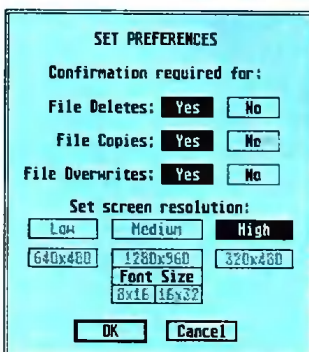 SET PREFERENCES
Confirmation required for:
File Deletes: Yes No
File Copies: Yes No
File Overwrites: Yes No
Set screen resolution:
Low Medium High
640x480 1280x960 320x480
Font Size
8x16 16x32
OK Cancel